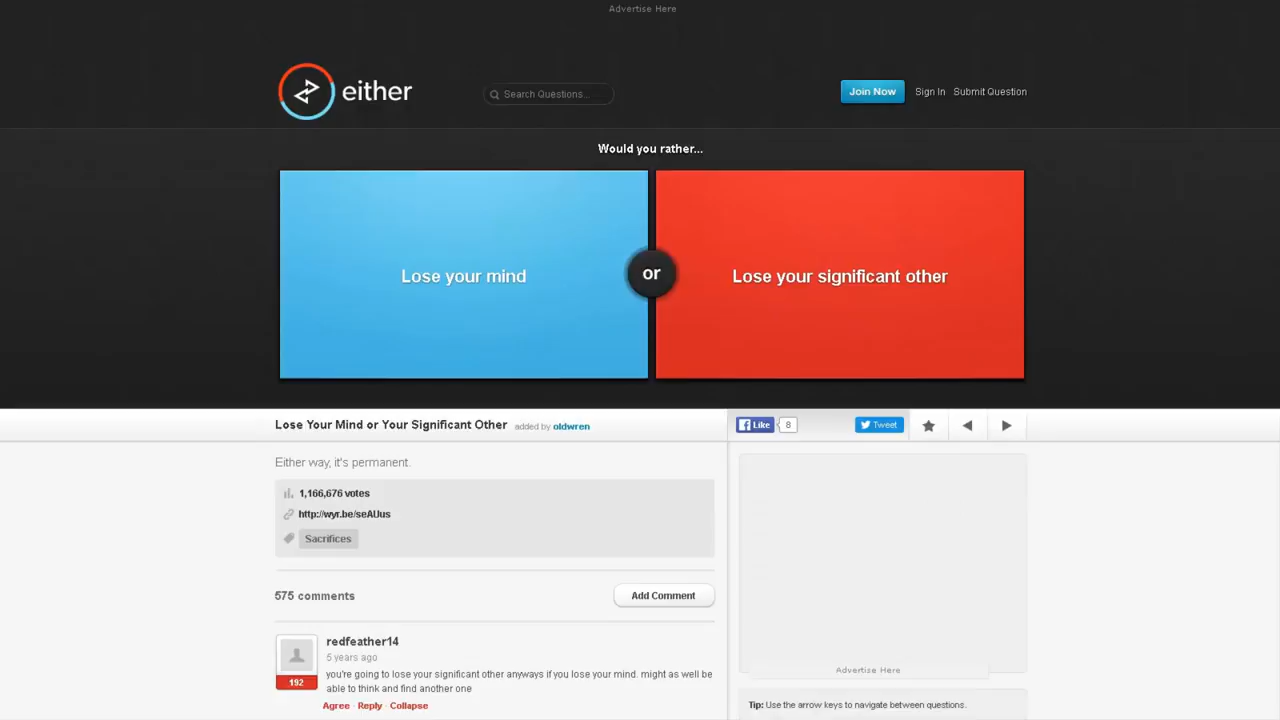 Advertise Here
either
Search Questions...
Join Now
Sign In
Submit Question
Would you rather...
Lose your mind
or
Lose your significant other
Lose Your Mind or Your Significant Other added by oldwren
Like
8
Tweet
Either way, it's permanent.
1,166,676 votes
http://wyr.be/seAUus
Sacrifices
575 comments
Add Comment
redfeather14
5 years ago
192
you're going to lose your significant other anyways if you lose your mind. might as well be
able to think and find another one
Agree · Reply · Collapse
Advertise Here
Tip: Use the arrow keys to navigate between questions.